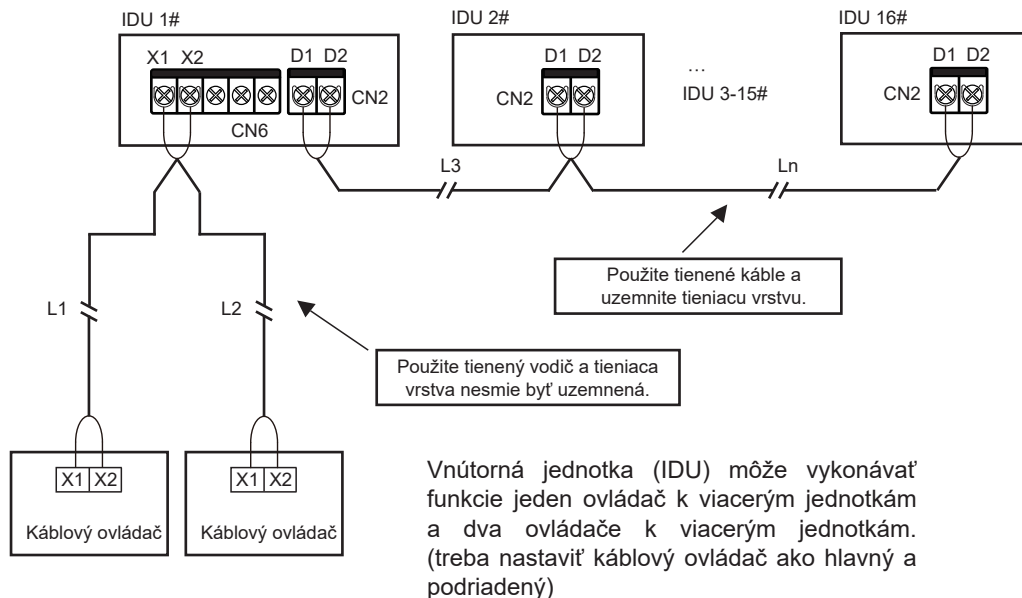 IDU 1#
IDU 2#
IDU 16#
X1 X2
D1 D2
CN2
CN6
D1 D2
CN2
...
IDU 3-15#
D1 D2
CN2
L3
Ln
Použite tienené káble a
uzemnite tieniacu vrstvu.
L1
L2
Použite tienený vodič a tieniaca
vrstva nesmie byť uzemnená.
X1 X2
Káblový ovládač
X1 X2
Káblový ovládač
Vnútorná jednotka (IDU) môže vykonávať
funkcie jeden ovládač k viacerým jednotkám
a dva ovládače k viacerým jednotkám.
(treba nastaviť káblový ovládač ako hlavný a
podriadený)